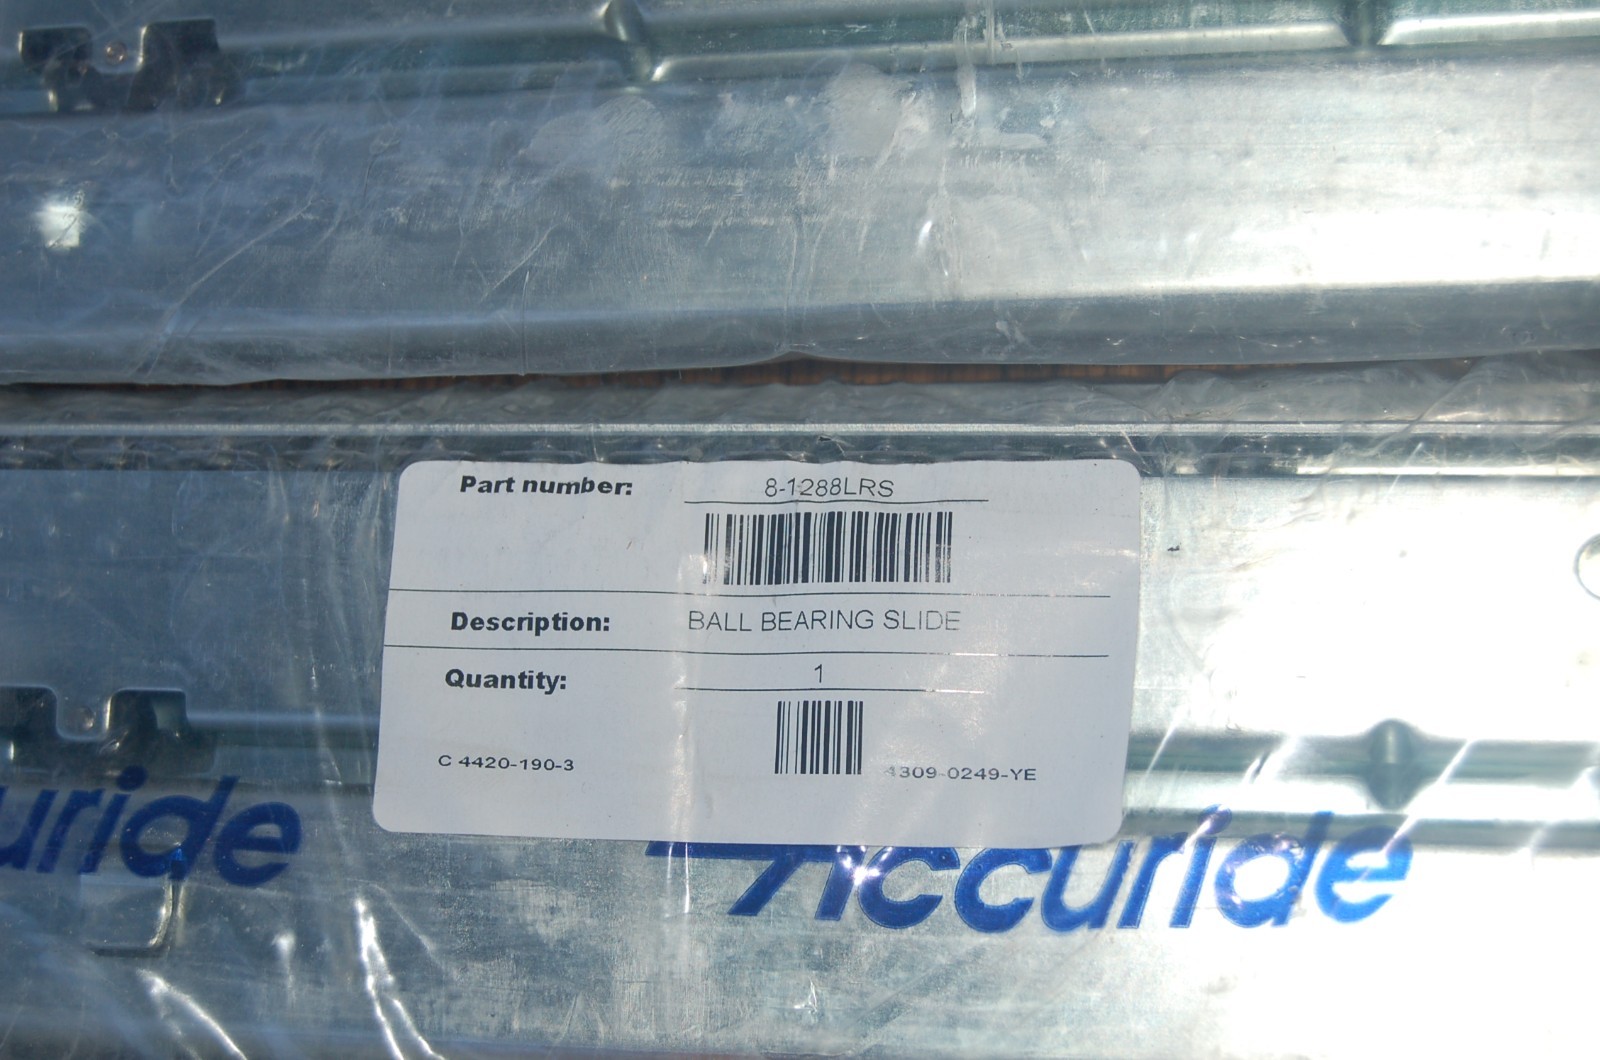 Part number: 8-1288LRS
Description: BALL BEARING SLIDE
Quantity: 1
C 4420-190-3 4309-0249-YE
uride Accuride